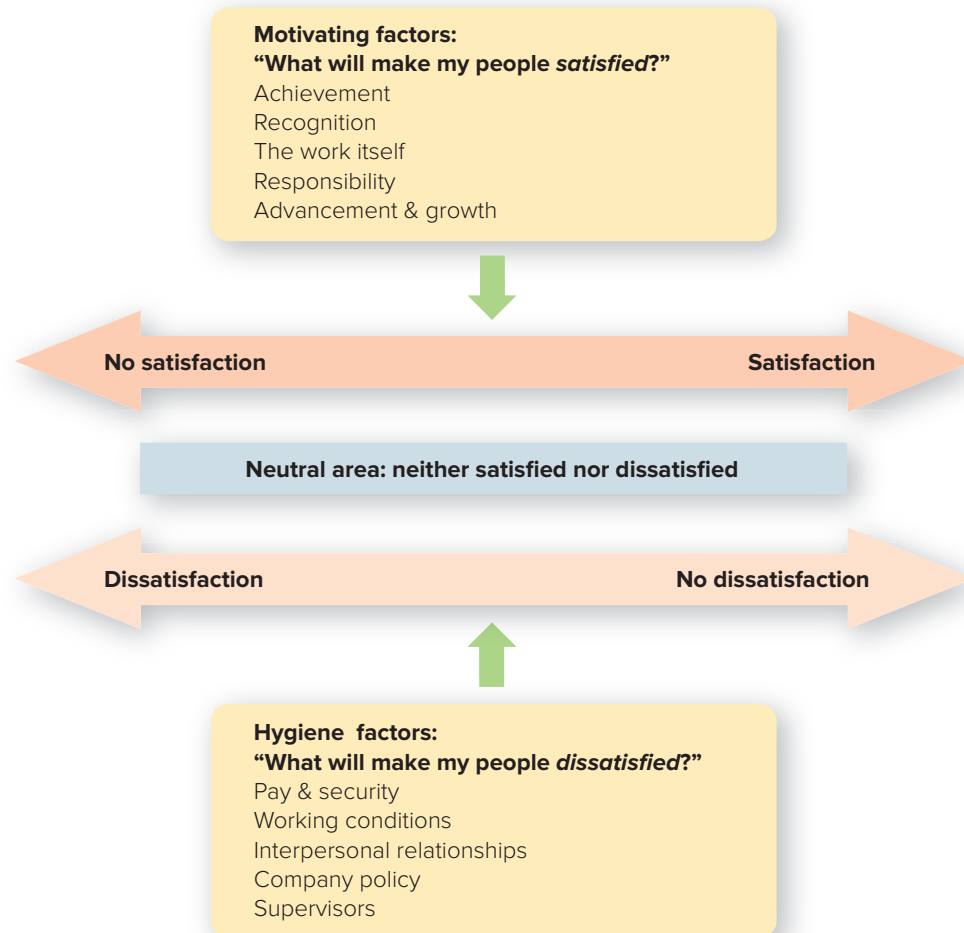 Motivating factors:
“What will make my people satisfied?”
Achievement
Recognition
The work itself
Responsibility
Advancement & growth
No satisfaction
Satisfaction
Neutral area: neither satisfied nor dissatisfied
Dissatisfaction
No dissatisfaction
Hygiene factors:
“What will make my people dissatisfied?”
Pay & security
Working conditions
Interpersonal relationships
Company policy
Supervisors